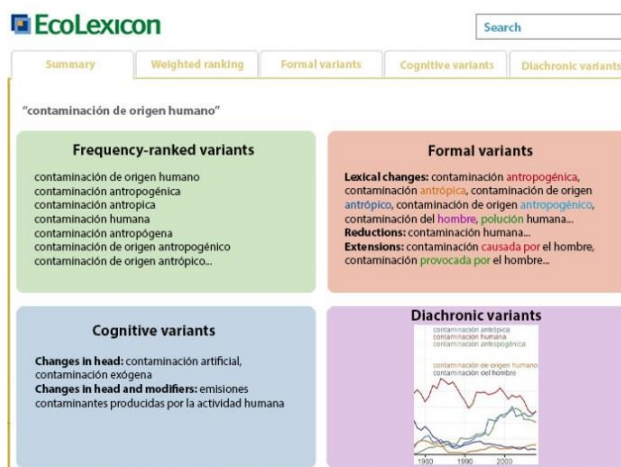 EcoLexicon
Search
Summary
Weighted ranking
Formal variants
Cognitive variants
Diachronic variants
"contaminación de origen humano"
Frequency-ranked variants
contaminación de origen humano
contaminación antropogénica
contaminación antropica
contaminación humana
contaminación antropógena
contaminación de origen antropogénico
contaminación de origen antrópico...
Formal variants
Lexical changes: contaminación antropogénica,
contaminación antrópica, contaminación de origen
antrópico, contaminación de origen antropogénico,
contaminación del hombre, polución humana...
Reductions: contaminación humana...
Extensions: contaminación causada por el hombre,
contaminación provocada por el hombre...
Cognitive variants
Changes in head: contaminación artificial,
contaminación exógena
Changes in head and modifiers: emisiones
contaminantes producidas por la actividad humana
Diachronic variants
contaminación antrópica
contaminación humana
contaminación antropogénica
contaminación de origen humano
contaminación del hombre
1980
1990
2000